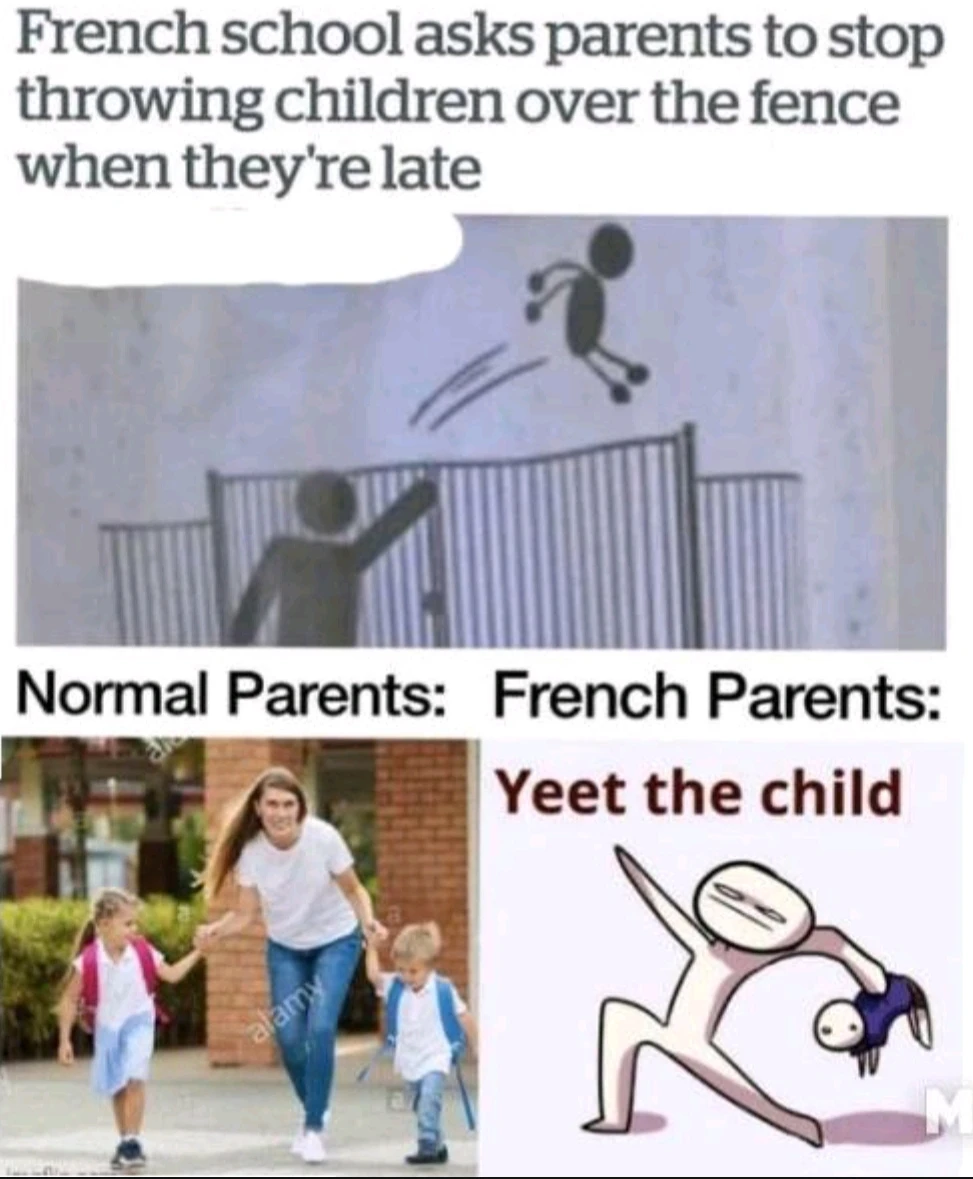 French school asks parents to stop
throwing children over the fence
when they're late
Normal Parents: French Parents:
Yeet the child
alamy
a
a
a
M